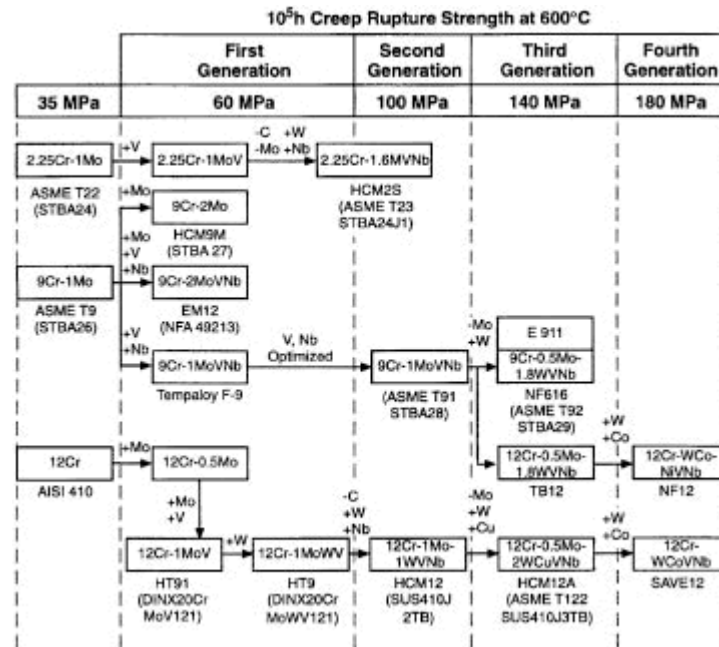 10⁵h Creep Rupture Strength at 600°C
First
Generation
Second
Generation
Third
Generation
Fourth
Generation
35 MPa
60 MPa
100 MPa
140 MPa
180 MPa
2.25Cr-1Mo
+V
2.25Cr-1MoV
-C +W
-Mo +Nb
2.25Cr-1.6MVNb
ASME T22
(STBA24)
+Mo
9Cr-2Mo
HCM9M
(STBA 27)
HCM2S
(ASME T23
STBA24J1)
9Cr-1Mo
+Mo
+V
+Nb
9Cr-2MoVNb
ASME T9
(STBA26)
EM12
(NFA 49213)
+V
+Nb
9Cr-1MoVNb
Tempaloy F-9
V, Nb
Optimized
9Cr-1MoVNb
(ASME T91
STBA28)
-Mo
+W
E 911
9Cr-0.5Mo-
1.8WVNb
NF616
(ASME T92
STBA29)
12Cr
AISI 410
+Mo
12Cr-0.5Mo
12Cr-0.5Mo-
1.8WVNb
TB12
+W
+Co
12Cr-WCo-
NiVNb
NF12
+Mo
+V
12Cr-1MoV
HT91
(DINX20Cr
MoV121)
+W
12Cr-1MoWV
HT9
(DINX20Cr
MoWV121)
-C
+W
+Nb
12Cr-1Mo-
1WVNb
HCM12
(SUS410J
2TB)
-Mo
+W
+Cu
12Cr-0.5Mo-
2WCuVNb
HCM12A
(ASME T122
SUS410J3TB)
+W
+Co
12Cr-
WCoVNb
SAVE12